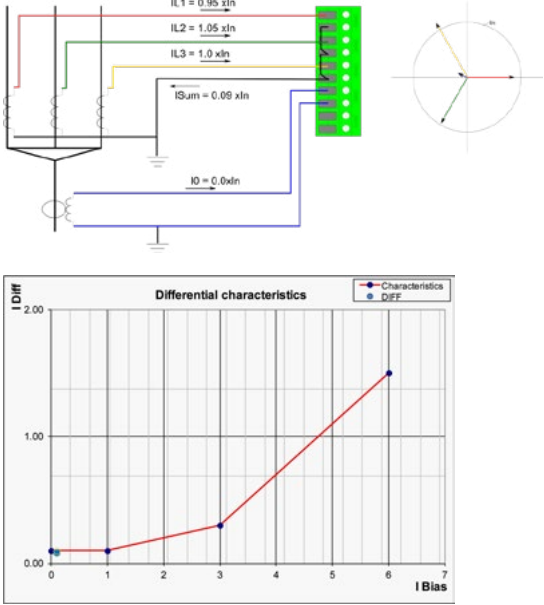 IL1 = 0.95 xIn
IL2 = 1.05 xIn
IL3 = 1.0 xIn
ISum = 0.09 xIn
I0 = 0.0xIn
Differential characteristics
Characteristics
DIFF
I Diff
2.00
1.00
0.00
0 1 2 3 4 5 6 7
I Bias